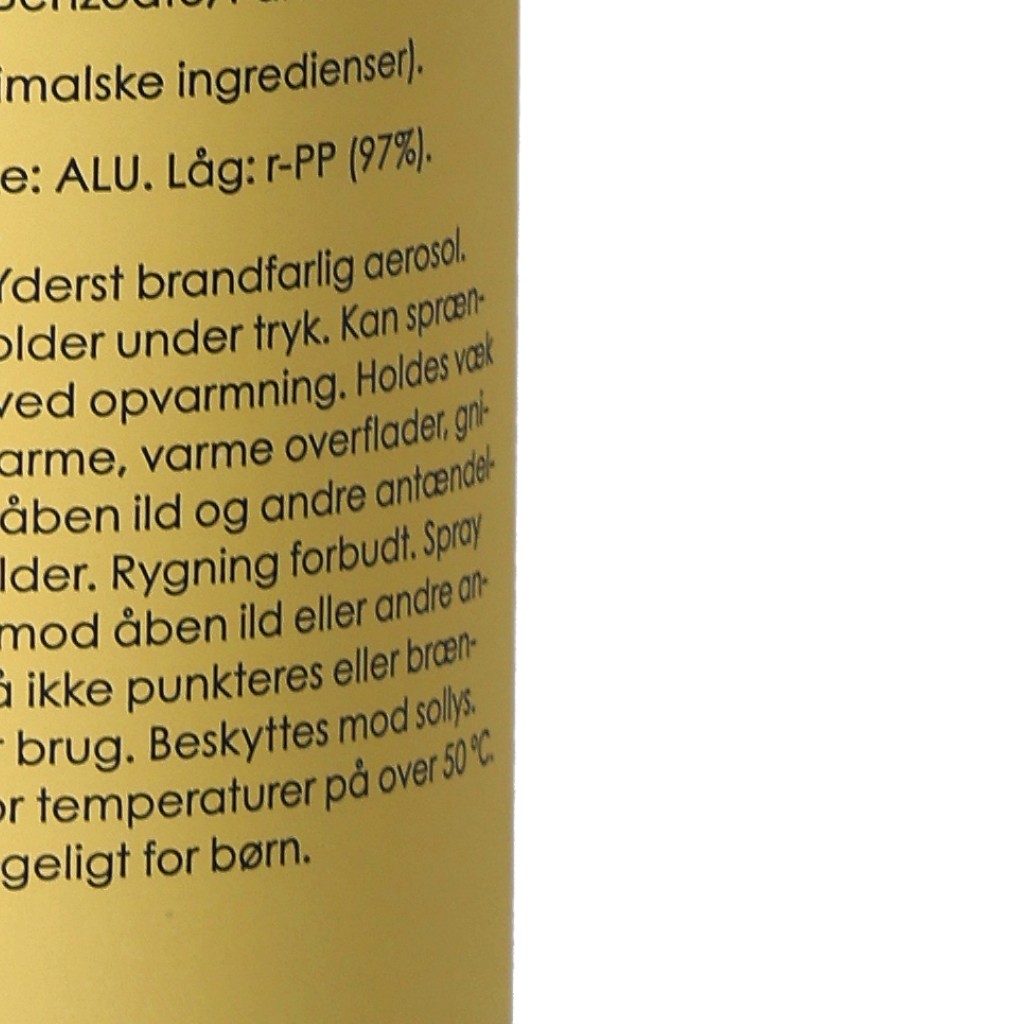 imalske ingredienser).
e: ALU. Låg: r-PP (97%).
Yderst brandfarlig aerosol.
older under tryk. Kan spræn-
ved opvarmning. Holdes væk
arme, varme overflader, gni-
åben ild og andre antændel-
lder. Rygning forbudt. Spray
mod åben ild eller andre an-
å ikke punkteres eller bræn-
r brug. Beskyttes mod sollys.
or temperaturer på over 50 °C.
geligt for børn.